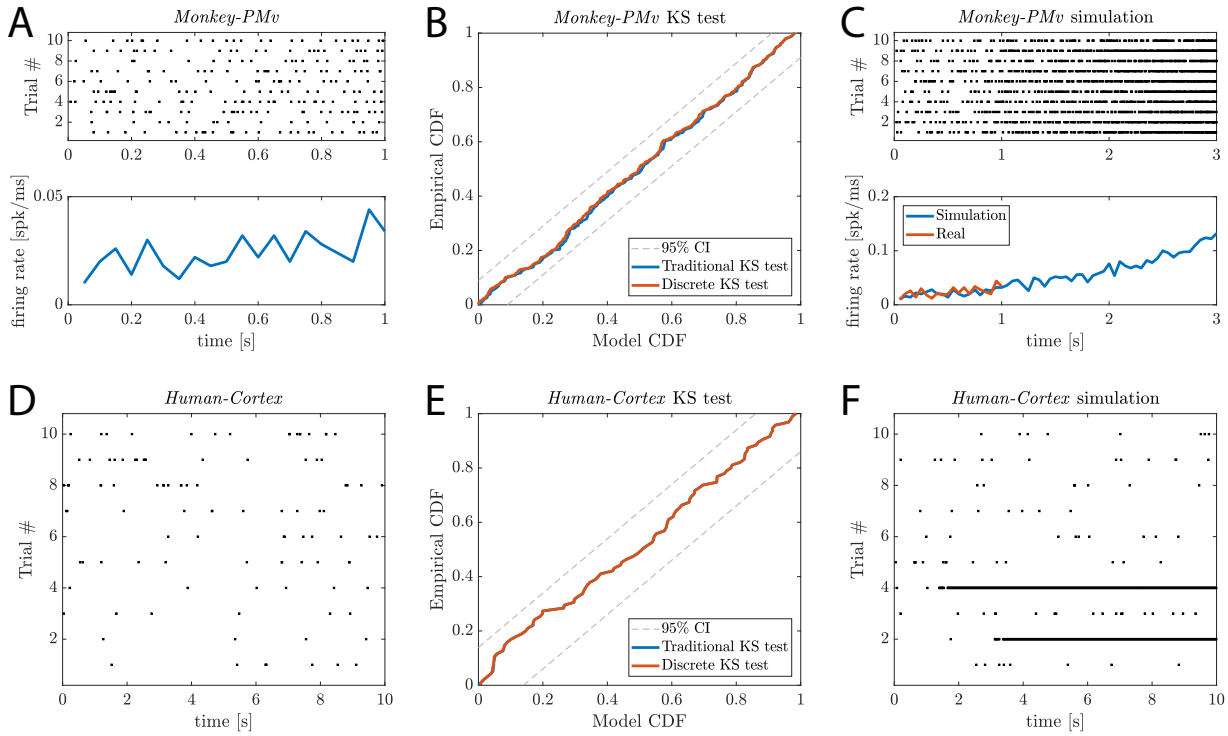 A
Monkey-PMv
Trial #
10
8
6
4
2
0 0.2 0.4 0.6 0.8 1
firing rate [spk/ms]
0.05
0
0 0.2 0.4 0.6 0.8 1
time [s]
B
Monkey-PMv KS test
Empirical CDF
1
0.8
0.6
0.4
0.2
0
95% CI
Traditional KS test
Discrete KS test
0 0.2 0.4 0.6 0.8 1
Model CDF
C
Monkey-PMv simulation
Trial #
10
8
6
4
2
0 1 2 3
firing rate [spk/ms]
0.2
0.1
0
Simulation
Real
0 1 2 3
time [s]
D
Human-Cortex
Trial #
10
8
6
4
2
0 2 4 6 8 10
time [s]
E
Human-Cortex KS test
Empirical CDF
1
0.8
0.6
0.4
0.2
0
95% CI
Traditional KS test
Discrete KS test
0 0.2 0.4 0.6 0.8 1
Model CDF
F
Human-Cortex simulation
Trial #
10
8
6
4
2
0 2 4 6 8 10
time [s]